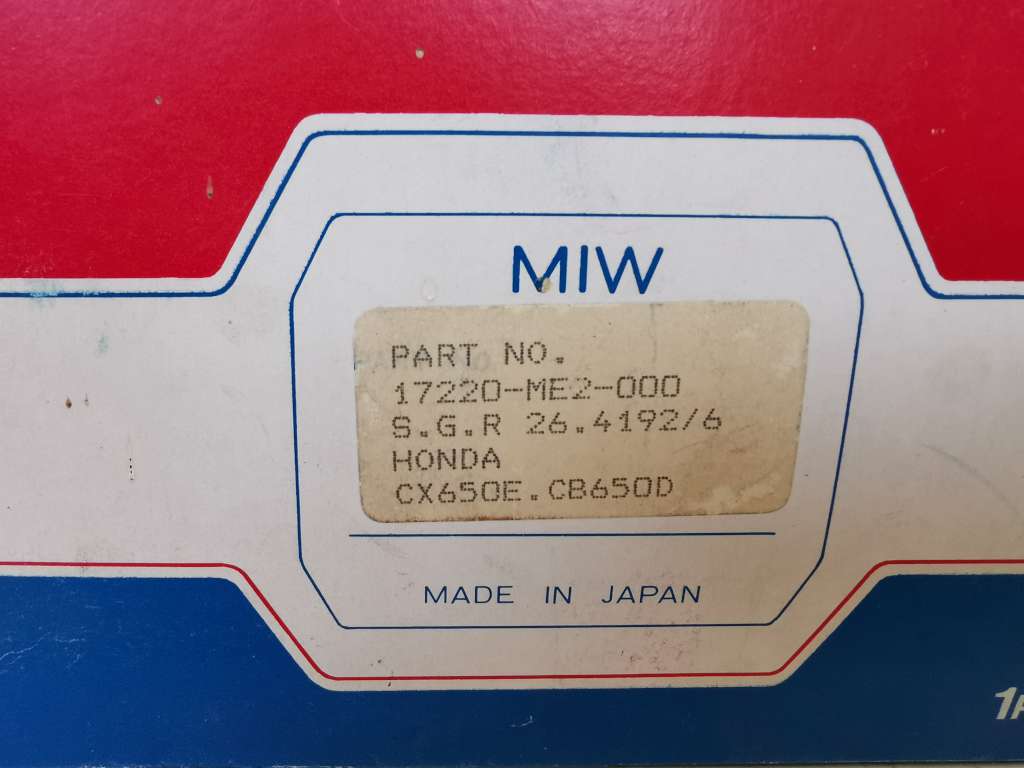 MIW
PART NO.
17220-ME2-000
S.G.R 26.4192/6
HONDA
CX650E.CB650D
MADE IN JAPAN